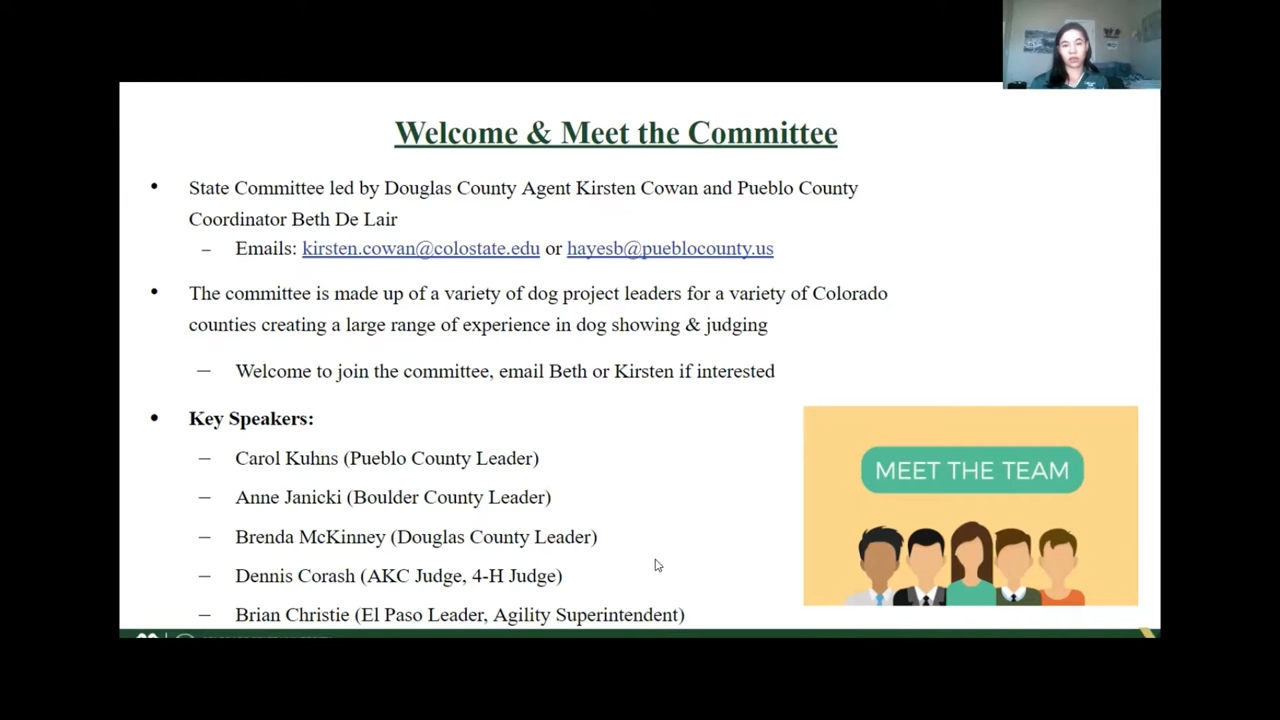 Welcome & Meet the Committee
• State Committee led by Douglas County Agent Kirsten Cowan and Pueblo County
Coordinator Beth De Lair
– Emails: kirsten.cowan@colostate.edu or hayesb@pueblocounty.us
• The committee is made up of a variety of dog project leaders for a variety of Colorado
counties creating a large range of experience in dog showing & judging
– Welcome to join the committee, email Beth or Kirsten if interested
• Key Speakers:
– Carol Kuhns (Pueblo County Leader)
– Anne Janicki (Boulder County Leader)
– Brenda McKinney (Douglas County Leader)
– Dennis Corash (AKC Judge, 4-H Judge)
– Brian Christie (El Paso Leader, Agility Superintendent)
MEET THE TEAM